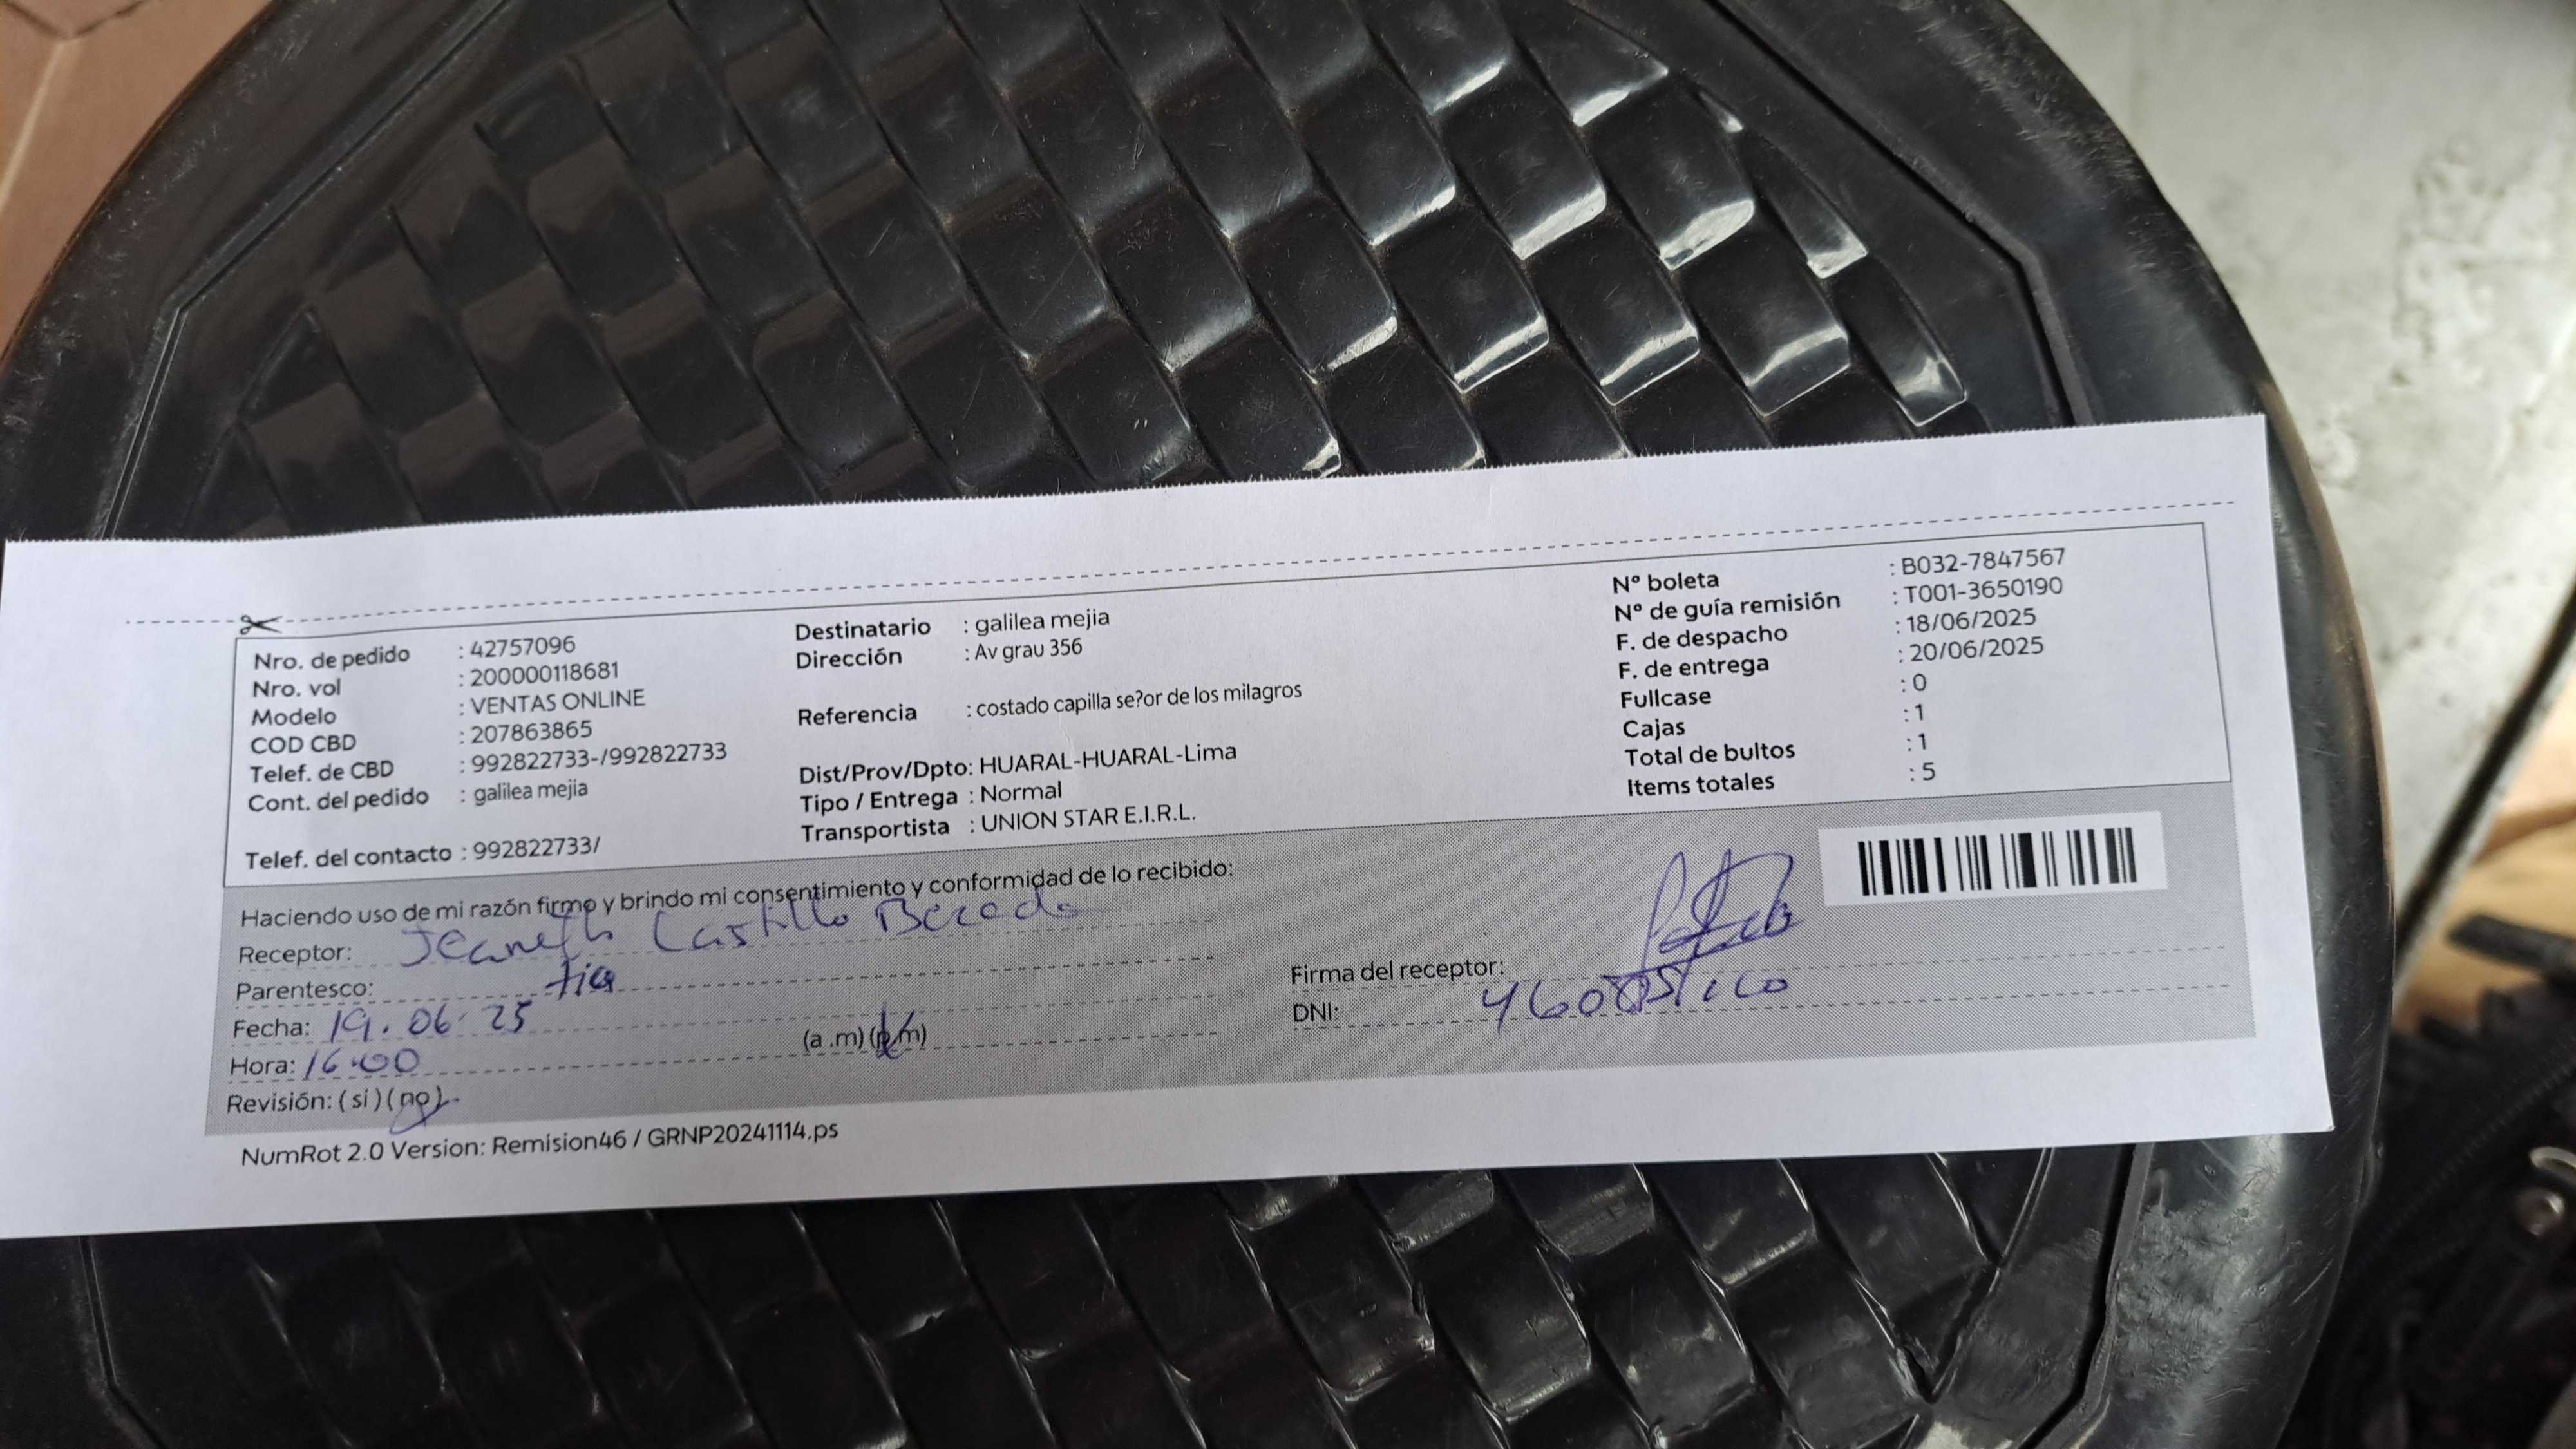 Nro. de pedido : 42757096
Nro. vol : 200000118681
Modelo : VENTAS ONLINE
COD CBD : 207863865
Telef. de CBD : 992822733-/992822733
Cont. del pedido : galilea mejia
Telef. del contacto : 992822733/
Destinatario : galilea mejia
Dirección : Av grau 356
Referencia : costado capilla se?or de los milagros
Dist/Prov/Dpto: HUARAL-HUARAL-Lima
Tipo / Entrega : Normal
Transportista : UNION STAR E.I.R.L.
Nº boleta : B032-7847567
Nº de guía remisión : T001-3650190
F. de despacho : 18/06/2025
F. de entrega : 20/06/2025
Fullcase : 0
Cajas : 1
Total de bultos : 1
Items totales : 5
Haciendo uso de mi razón firmo y brindo mi consentimiento y conformidad de lo recibido:
Receptor: Jeaneth Castillo
Parentesco: tia
Fecha: 19.06.25
Hora: 16:00 (a .m) (p.m)
Revisión: ( si ) ( no )
Firma del receptor:
DNI:
NumRot 2.0 Version: Remision46 / GRNP20241114.ps